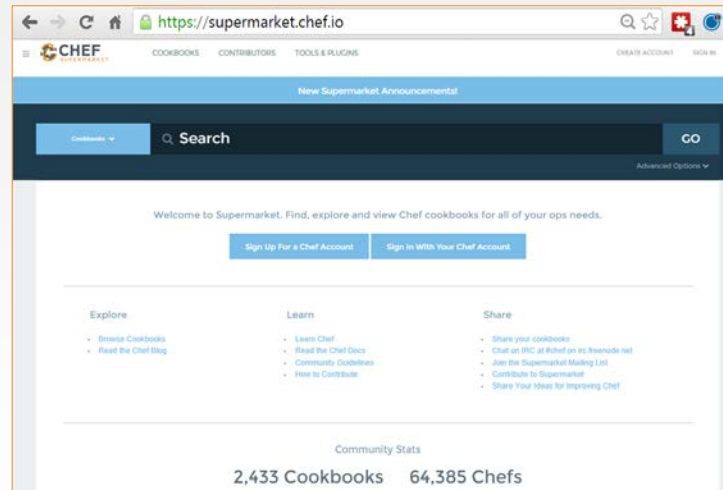 https://supermarket.chef.io
CHEF
SUPERMARKET
COOKBOOKS CONTRIBUTORS TOOLS & PLUGINS CREATE ACCOUNT SIGN IN
New Supermarket Announcements!
Cookbooks Search GO
Advanced Options
Welcome to Supermarket. Find, explore and view Chef cookbooks for all of your ops needs.
Sign Up For a Chef Account Sign In With Your Chef Account
Explore
Browse Cookbooks
Read the Chef Blog
Learn
Learn Chef
Read the Chef Docs
Community Guidelines
How to Contribute
Share
Share your cookbooks
Chat on IRC at #chef on irc.freenode.net
Join the Supermarket Mailing List
Contribute to Supermarket
Share Your Ideas for Improving Chef
Community Stats
2,433 Cookbooks 64,385 Chefs